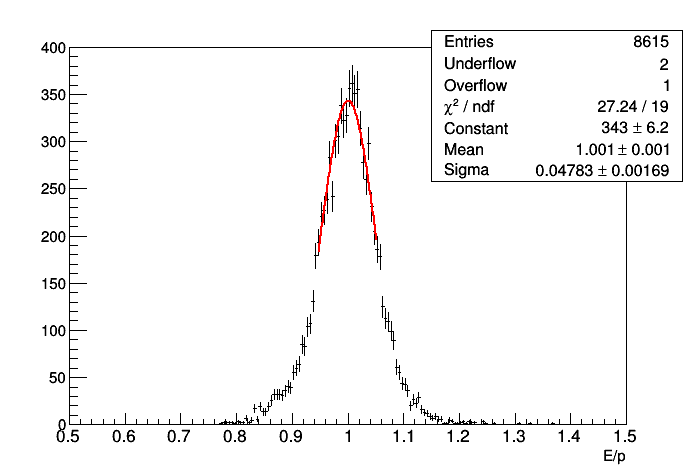 Entries 8615
Underflow 2
Overflow 1
χ² / ndf 27.24 / 19
Constant 343 ± 6.2
Mean 1.001 ± 0.001
Sigma 0.04783 ± 0.00169
400
350
300
250
200
150
100
50
0
0.5 0.6 0.7 0.8 0.9 1 1.1 1.2 1.3 1.4 1.5
E/p